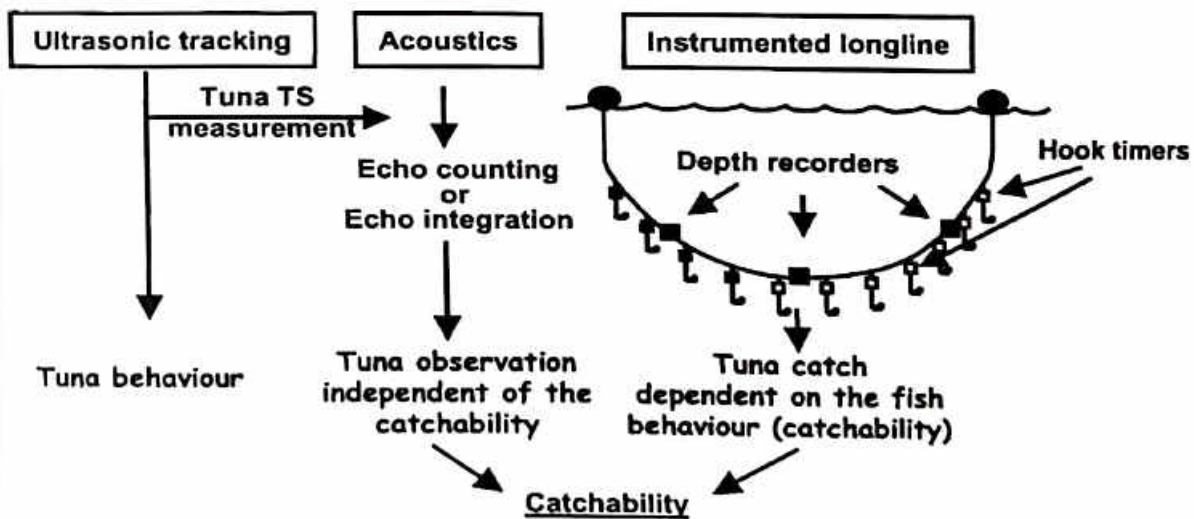 Ultrasonic tracking
Acoustics
Instrumented longline
Tuna TS
measurement
Echo counting
or
Echo integration
Depth recorders
Hook timers
Tuna behaviour
Tuna observation
independent of the
catchability
Tuna catch
dependent on the fish
behaviour (catchability)
Catchability